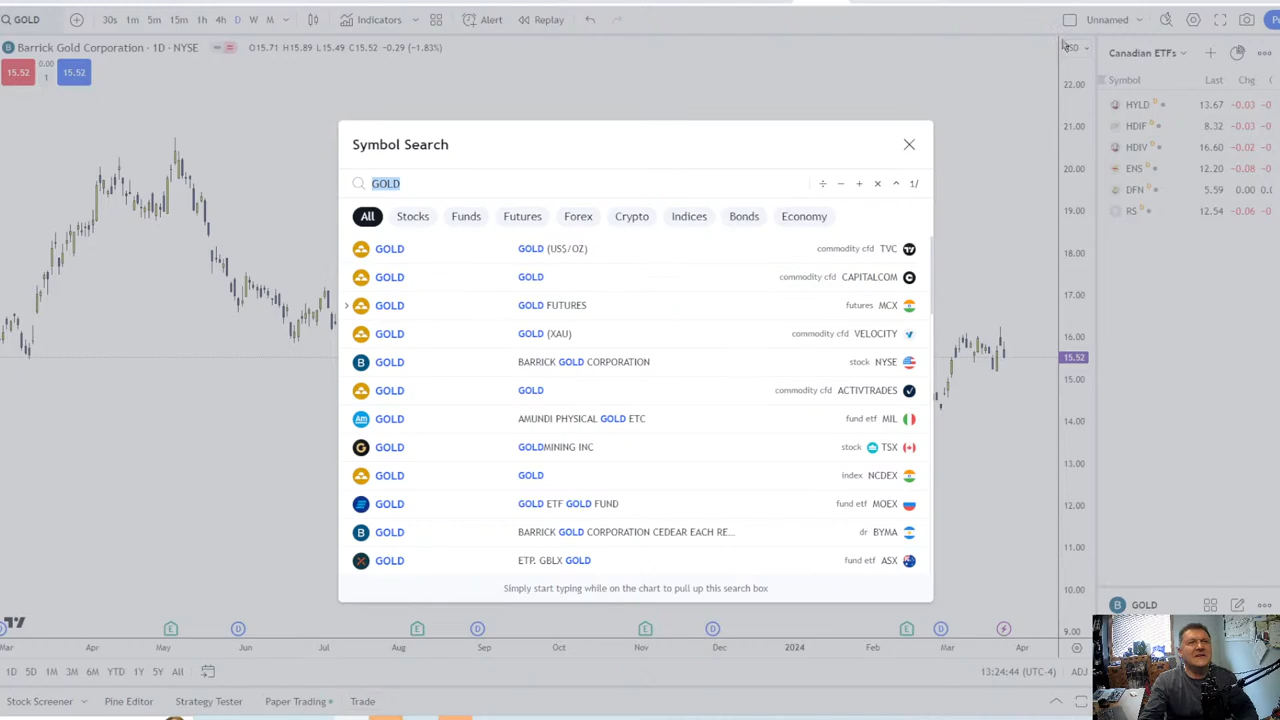 GOLD 30s 1m 5m 15m 1h 4h D W M Indicators Alert Replay Unnamed
Barrick Gold Corporation · 1D · NYSE O15.71 H15.89 L15.49 C15.52 -0.29 (-1.83%)
15.52 0.00 1 15.52
Canadian ETFs
Symbol Last Chg
HYLD D 13.67 -0.03 -0
HDIF D 8.32 -0.03 -0
HDIV D 16.60 -0.02 -0
ENS D 12.20 -0.08 -0
DFN D 5.59 0.00 0.0
RS D 12.54 -0.06 -0
Symbol Search
GOLD 1/
All Stocks Funds Futures Forex Crypto Indices Bonds Economy
GOLD GOLD (US$/OZ) commodity cfd TVC
GOLD GOLD commodity cfd CAPITALCOM
GOLD GOLD FUTURES futures MCX
GOLD GOLD (XAU) commodity cfd VELOCITY
GOLD BARRICK GOLD CORPORATION stock NYSE
GOLD GOLD commodity cfd ACTIVTRADES
GOLD AMUNDI PHYSICAL GOLD ETC fund etf MIL
GOLD GOLDMINING INC stock TSX
GOLD GOLD index NCDEX
GOLD GOLD ETF GOLD FUND fund etf MOEX
GOLD BARRICK GOLD CORPORATION CEDEAR EACH RE... dr BYMA
GOLD ETP. GBLX GOLD fund etf ASX
Simply start typing while on the chart to pull up this search box
22.00
21.00
20.00
19.00
18.00
17.00
16.00
15.52
15.00
14.00
13.00
12.00
11.00
10.00
9.00
GOLD
E D E D E D E D
Mar Apr May Jun Jul Aug Sep Oct Nov Dec 2024 Feb Mar Apr
1D 5D 1M 3M 6M YTD 1Y 5Y All 13:24:44 (UTC-4) ADJ
Stock Screener Pine Editor Strategy Tester Paper Trading Trade